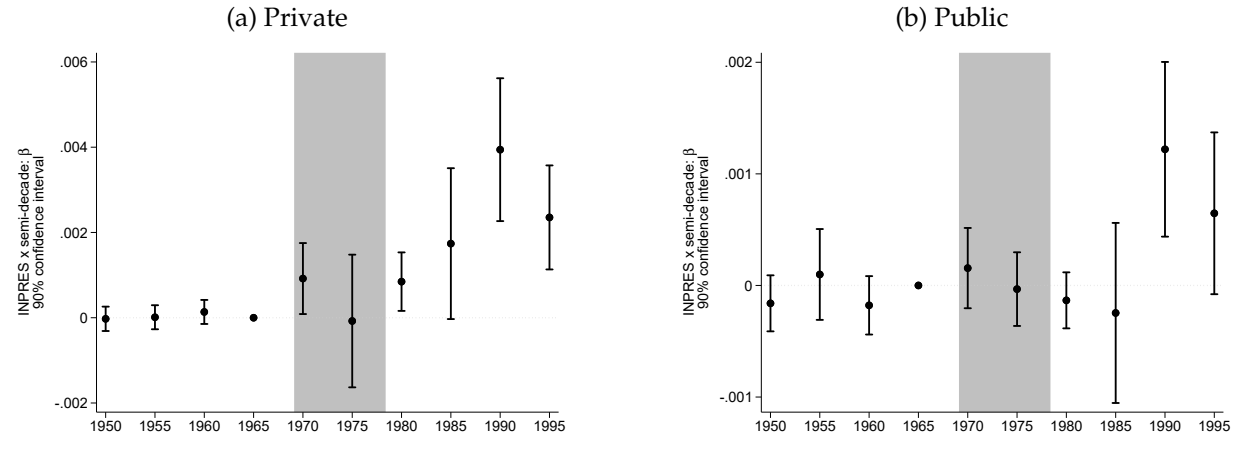 (a) Private
.006
.004
.002
0
-.002
INPRES x semi-decade: β
90% confidence interval
1950 1955 1960 1965 1970 1975 1980 1985 1990 1995
(b) Public
.002
.001
0
-.001
INPRES x semi-decade: β
90% confidence interval
1950 1955 1960 1965 1970 1975 1980 1985 1990 1995